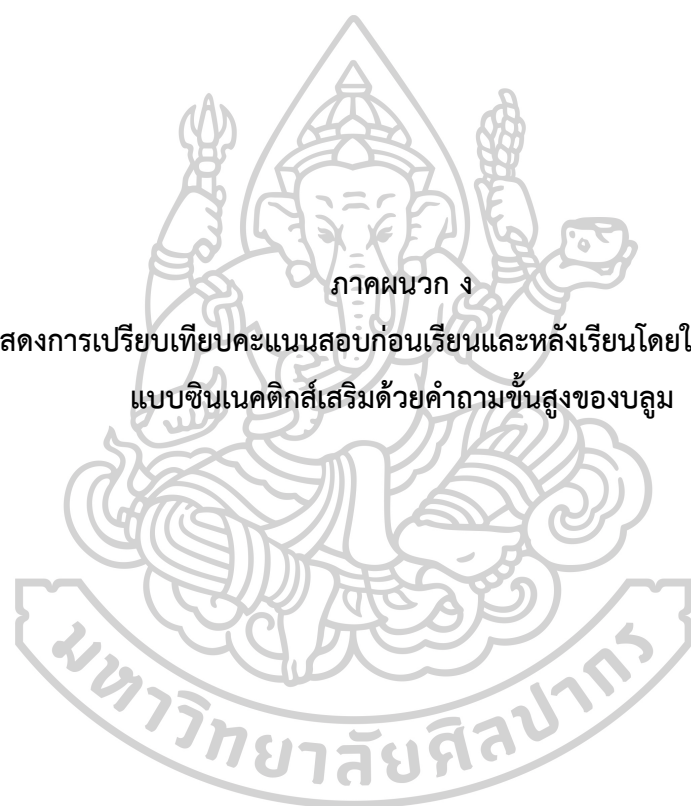 ภาคผนวก ง
สดงการเปรียบเทียบคะแนนสอบก่อนเรียนและหลังเรียนโดยใ
แบบซินเนคติกส์เสริมด้วยคำถามขั้นสูงของบลูม
มหาวิทยาลัยศิลปากร